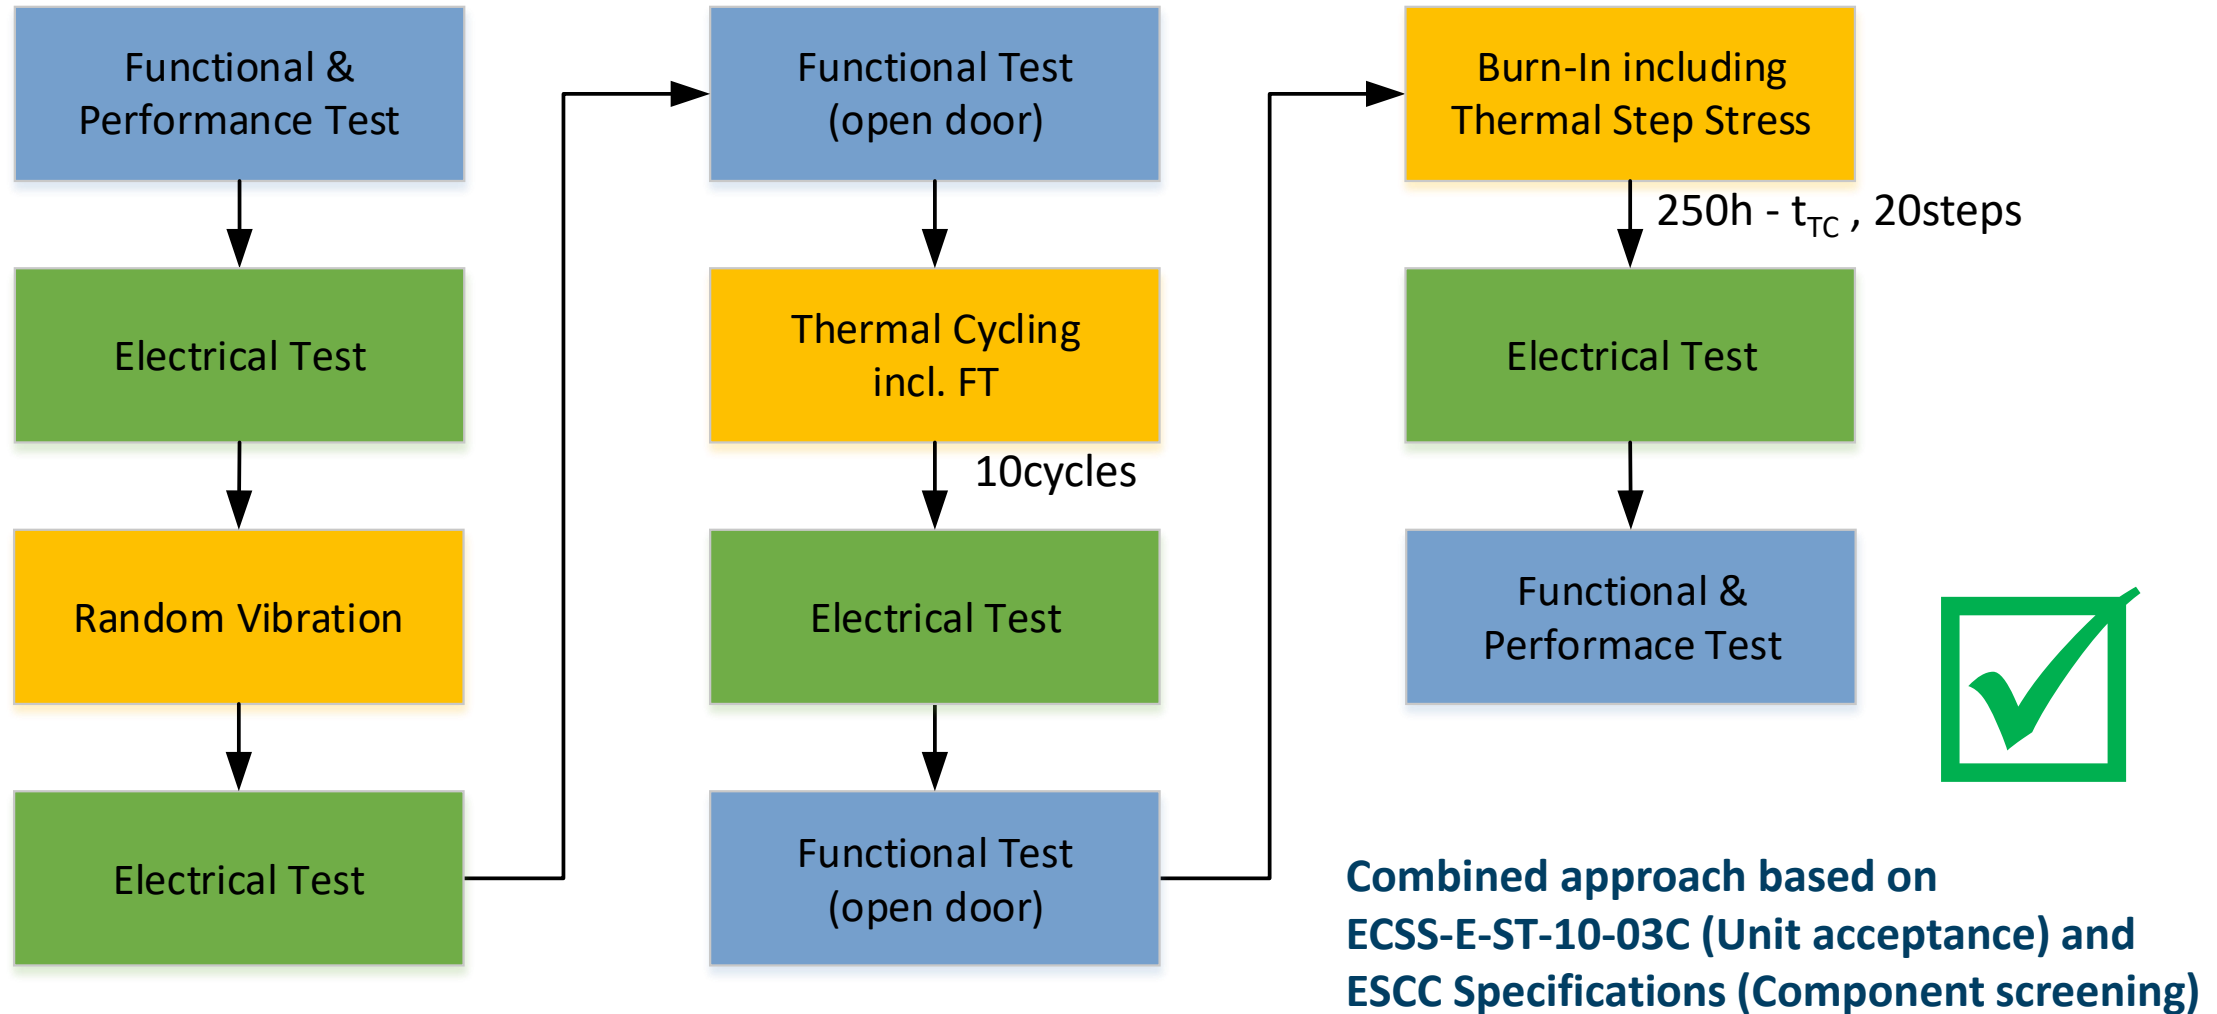 Functional &
Performance Test
Electrical Test
Random Vibration
Electrical Test
Functional Test
(open door)
Thermal Cycling
incl. FT
10cycles
Electrical Test
Functional Test
(open door)
Burn-In including
Thermal Step Stress
250h - tTC , 20steps
Electrical Test
Functional &
Performace Test
Combined approach based on
ECSS-E-ST-10-03C (Unit acceptance) and
ESCC Specifications (Component screening)